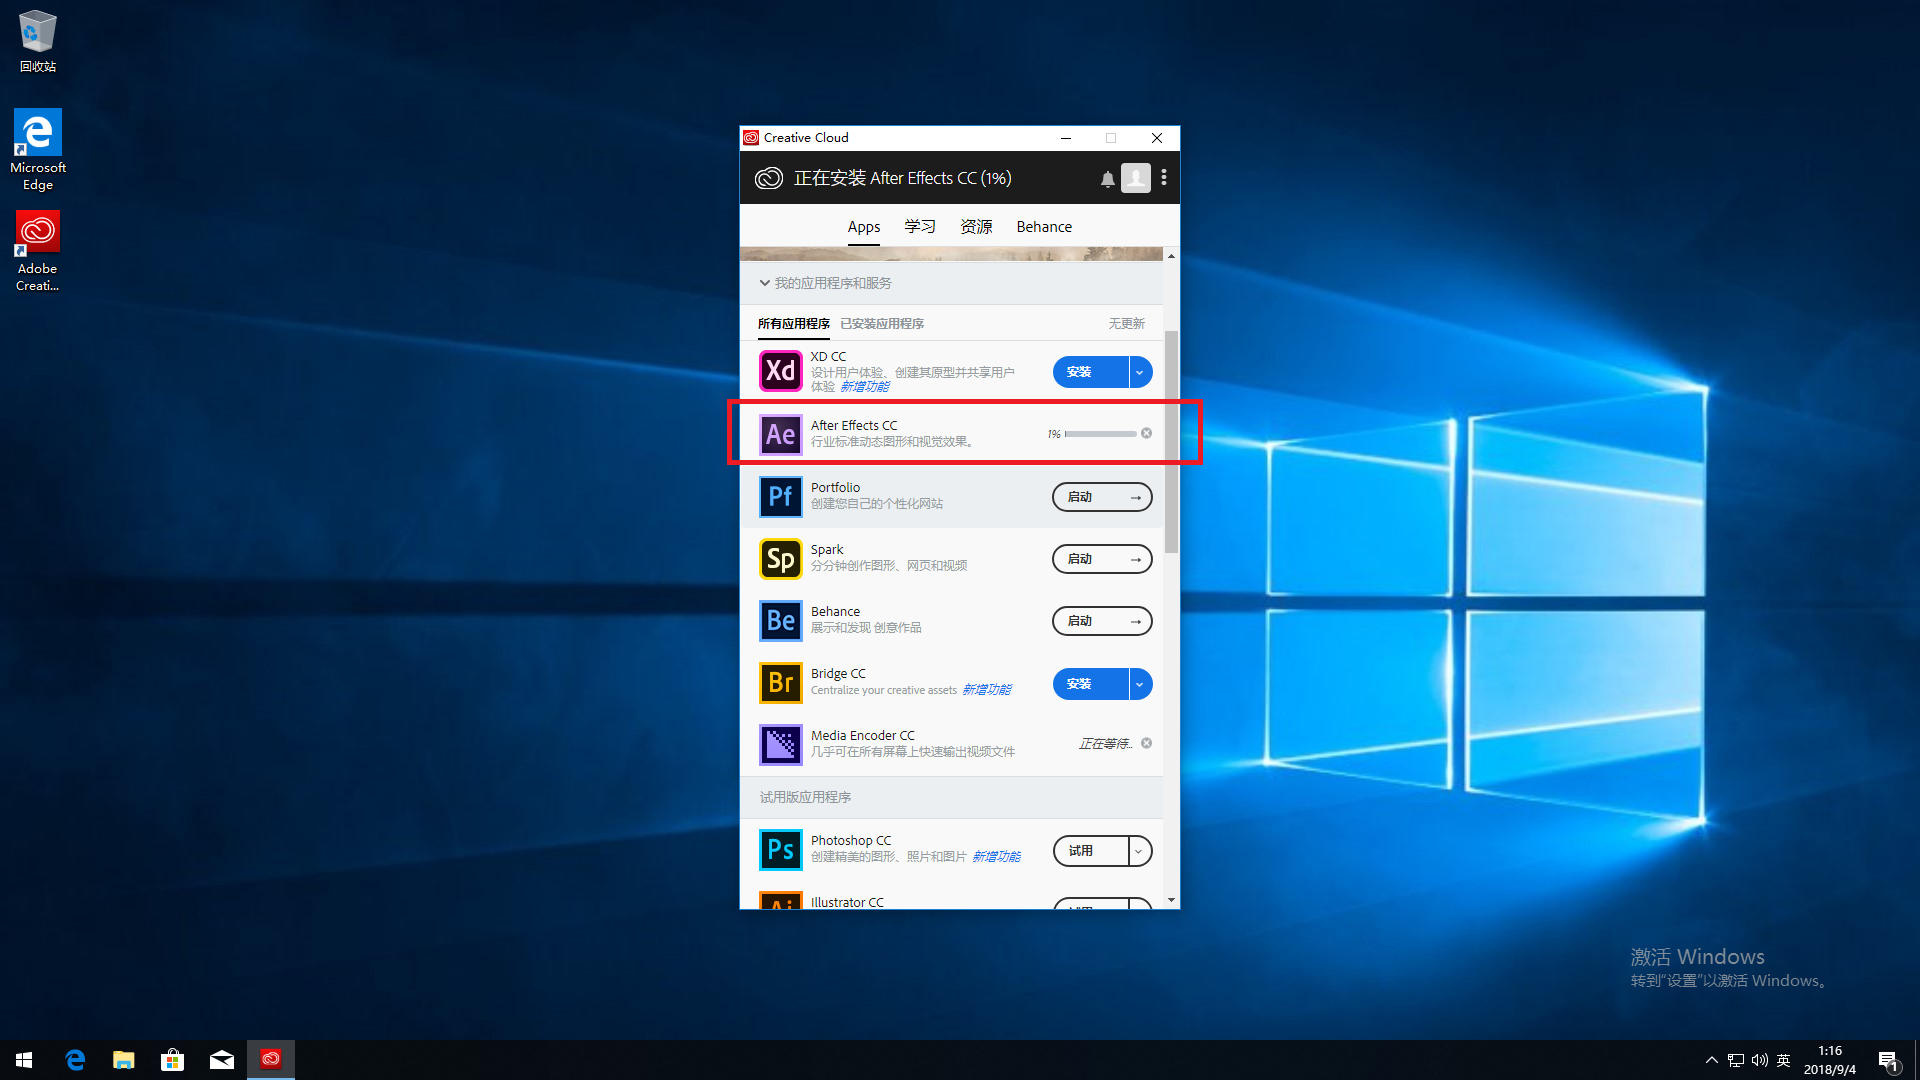 回收站
Microsoft
Edge
Adobe
Creati...
Creative Cloud
正在安装 After Effects CC (1%)
Apps 学习 资源 Behance
我的应用程序和服务
所有应用程序 已安装应用程序 无更新
Xd
XD CC
设计用户体验、创建其原型并共享用户
体验 新增功能
安装
Ae
After Effects CC
行业标准动态图形和视觉效果。
1%
Pf
Portfolio
创建您自己的个性化网站
启动 →
Sp
Spark
分分钟创作图形、网页和视频
启动 →
Be
Behance
展示和发现 创意作品
启动 →
Br
Bridge CC
Centralize your creative assets 新增功能
安装
Media Encoder CC
几乎可在所有屏幕上快速输出视频文件
正在等待...
试用版应用程序
Ps
Photoshop CC
创建精美的图形、照片和图片 新增功能
试用
Ai
Illustrator CC
试用
激活 Windows
转到“设置”以激活 Windows。
英
1:16
2018/9/4
1